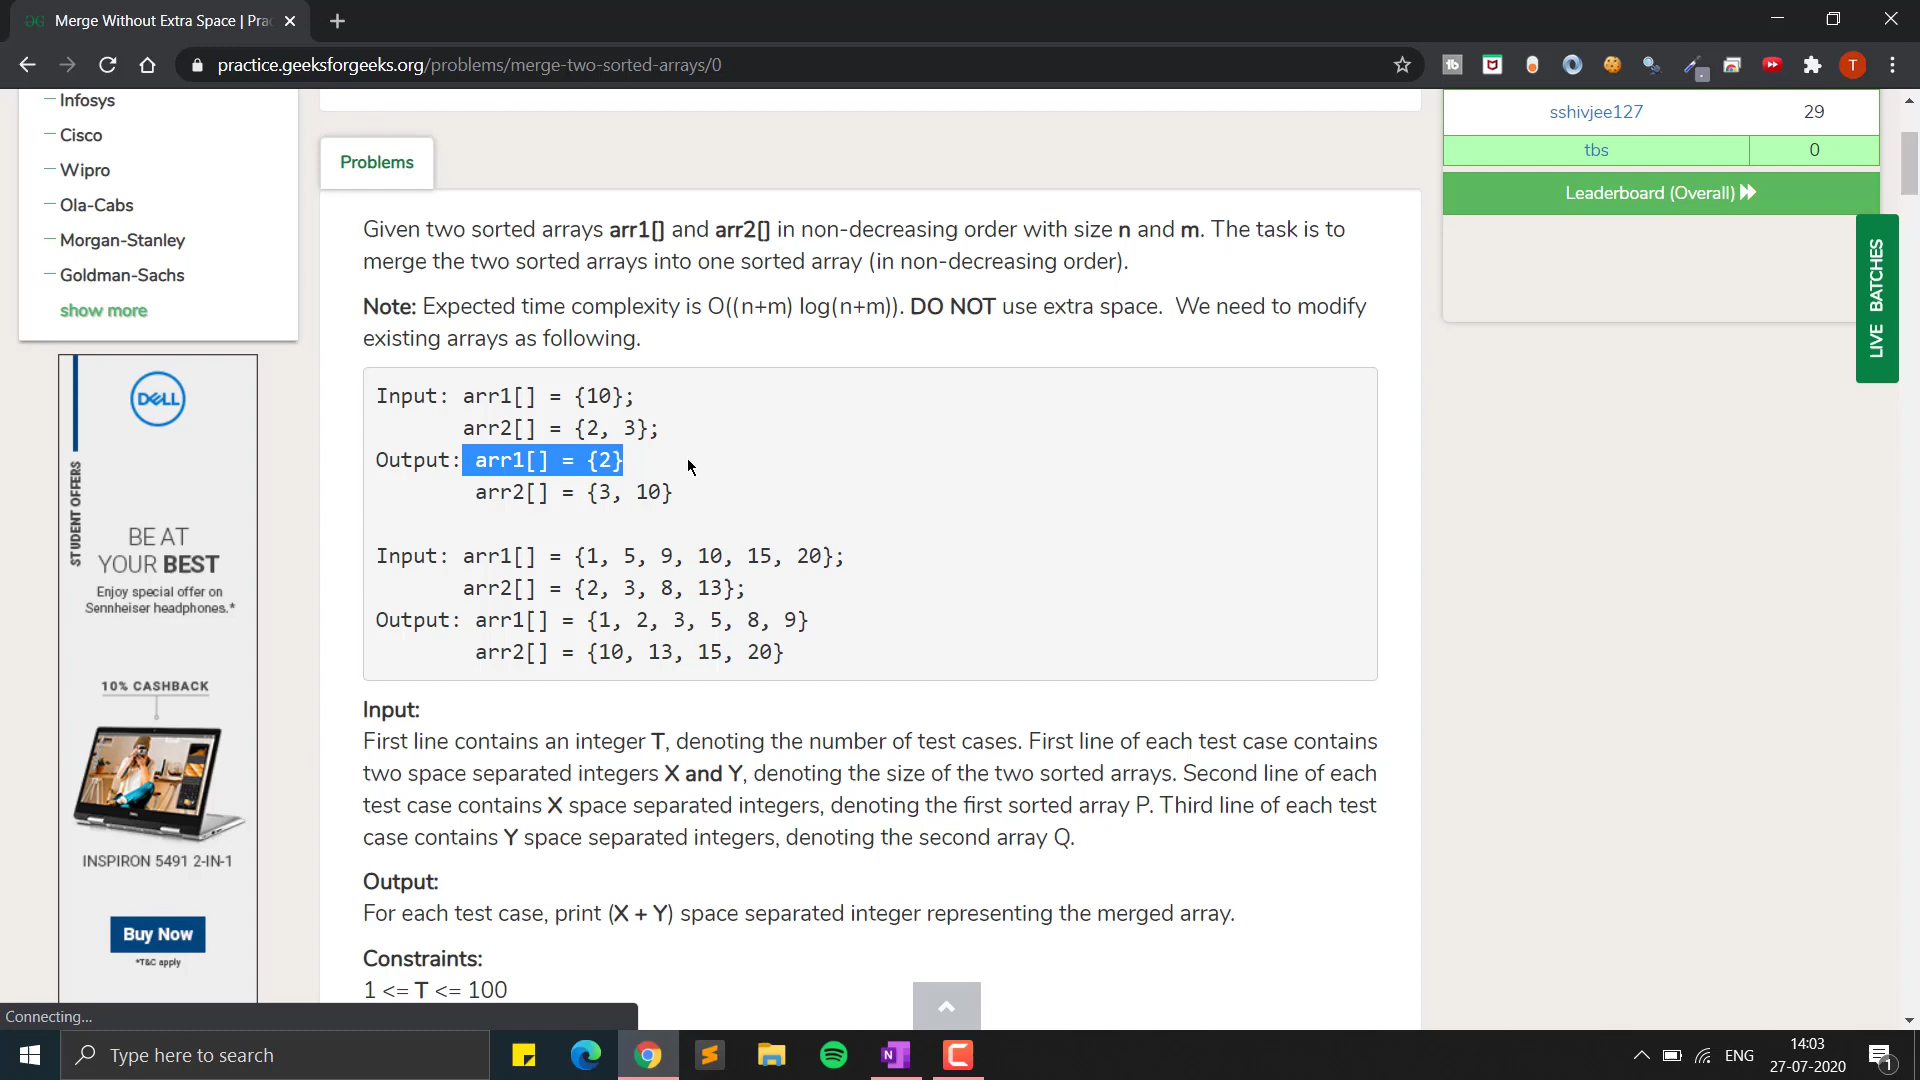 Merge Without Extra Space | Pra
practice.geeksforgeeks.org/problems/merge-two-sorted-arrays/0
T
Infosys
Cisco
Wipro
Ola-Cabs
Morgan-Stanley
Goldman-Sachs
show more
STUDENT OFFERS
DELL
BE AT
YOUR BEST
Enjoy special offer on
Sennheiser headphones.*
10% CASHBACK
INSPIRON 5491 2-IN-1
Buy Now
*T&C apply
Problems
Given two sorted arrays arr1[] and arr2[] in non-decreasing order with size n and m. The task is to
merge the two sorted arrays into one sorted array (in non-decreasing order).
Note: Expected time complexity is O((n+m) log(n+m)). DO NOT use extra space.  We need to modify
existing arrays as following.
Input: arr1[] = {10};
arr2[] = {2, 3};
Output: arr1[] = {2}
arr2[] = {3, 10}
Input: arr1[] = {1, 5, 9, 10, 15, 20};
arr2[] = {2, 3, 8, 13};
Output: arr1[] = {1, 2, 3, 5, 8, 9}
arr2[] = {10, 13, 15, 20}
Input:
First line contains an integer T, denoting the number of test cases. First line of each test case contains
two space separated integers X and Y, denoting the size of the two sorted arrays. Second line of each
test case contains X space separated integers, denoting the first sorted array P. Third line of each test
case contains Y space separated integers, denoting the second array Q.
Output:
For each test case, print (X + Y) space separated integer representing the merged array.
Constraints:
1 <= T <= 100
sshivjee127 29
tbs 0
Leaderboard (Overall)
LIVE BATCHES
Connecting...
Type here to search
ENG
14:03
27-07-2020
1